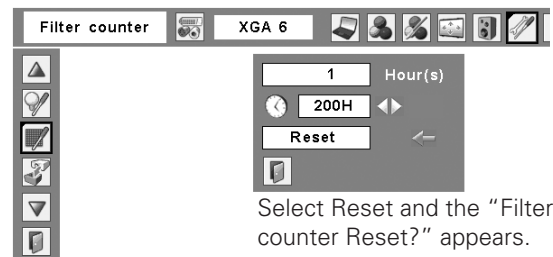 Filter counter XGA 6
1 Hour(s)
200H
Reset
Select Reset and the “Filter
counter Reset?” appears.